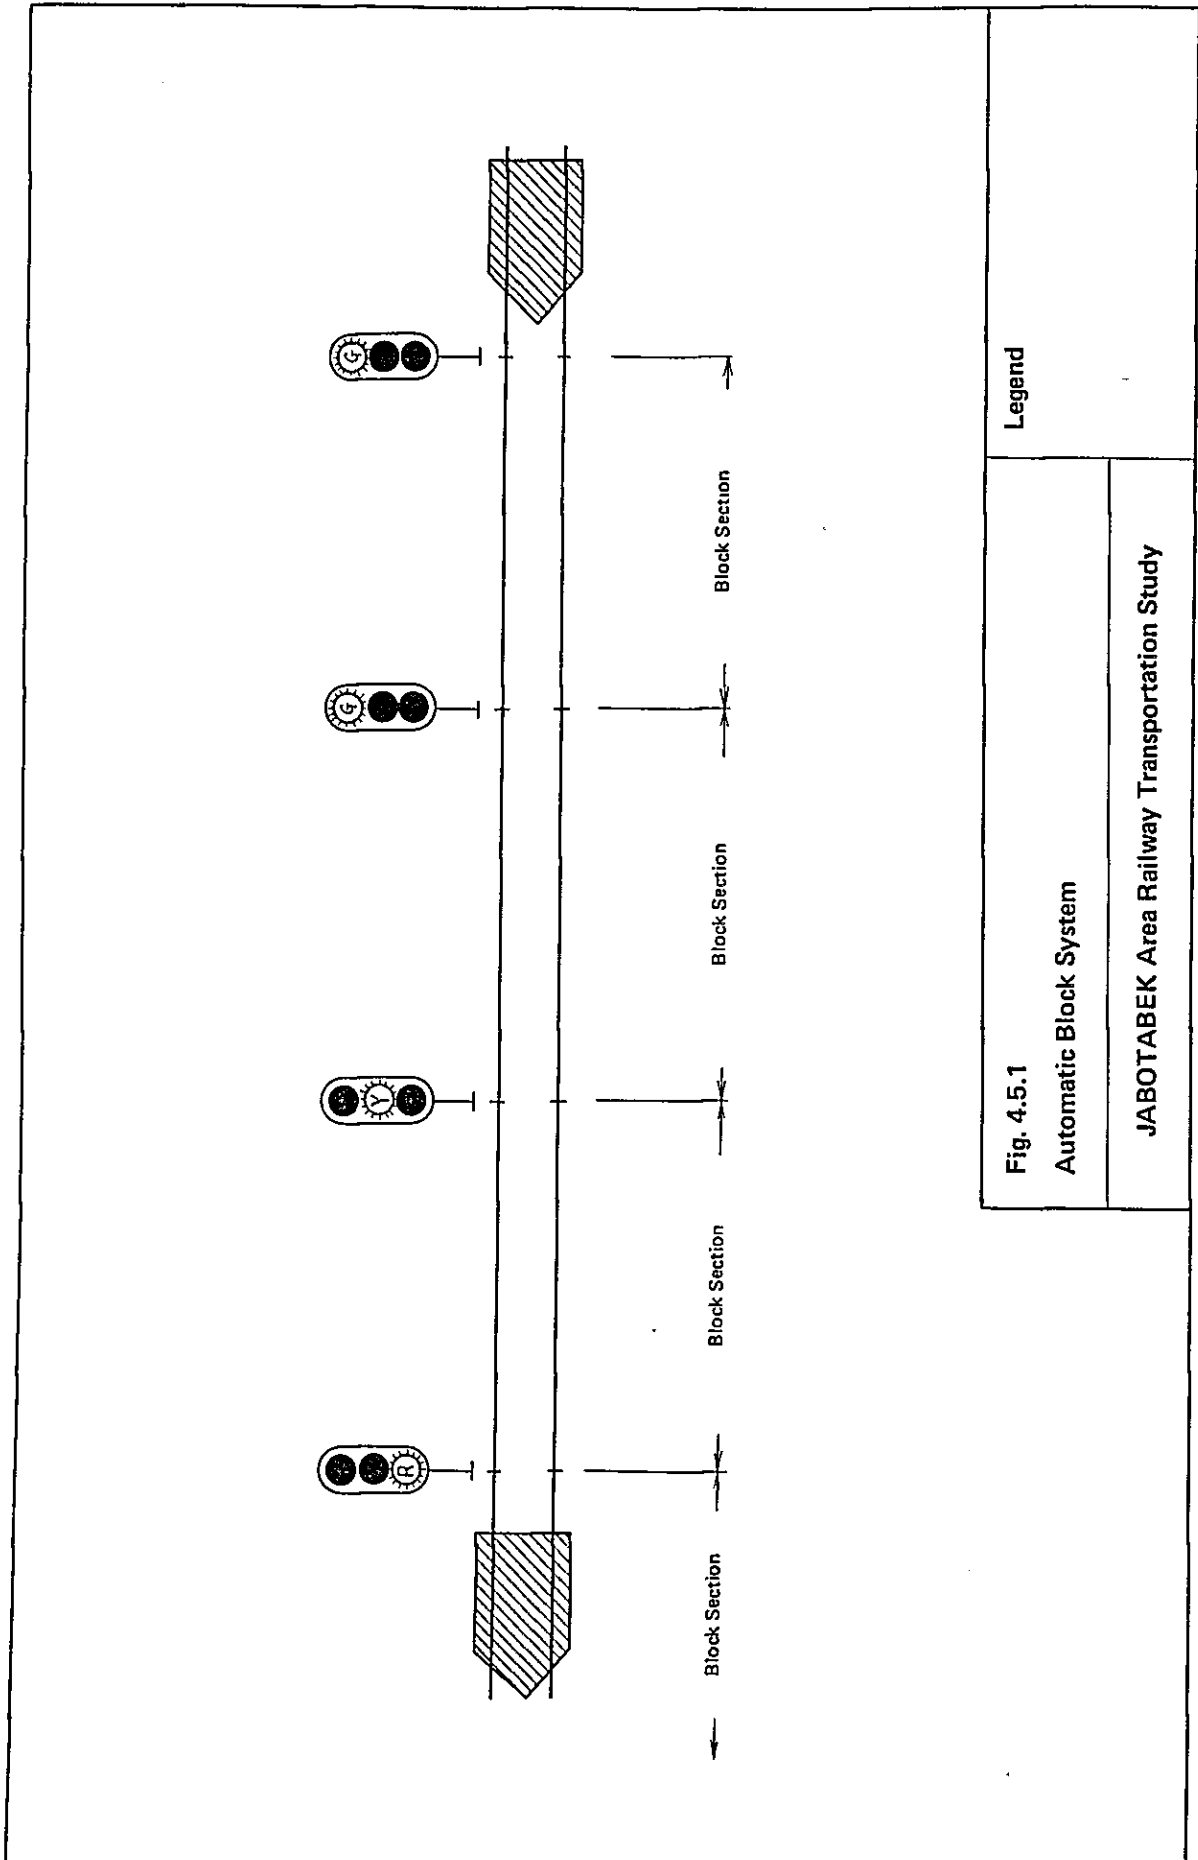 R
Y
G
G
Block Section
Block Section
Block Section
Block Section
Fig. 4.5.1
Automatic Block System
Legend
JABOTABEK Area Railway Transportation Study